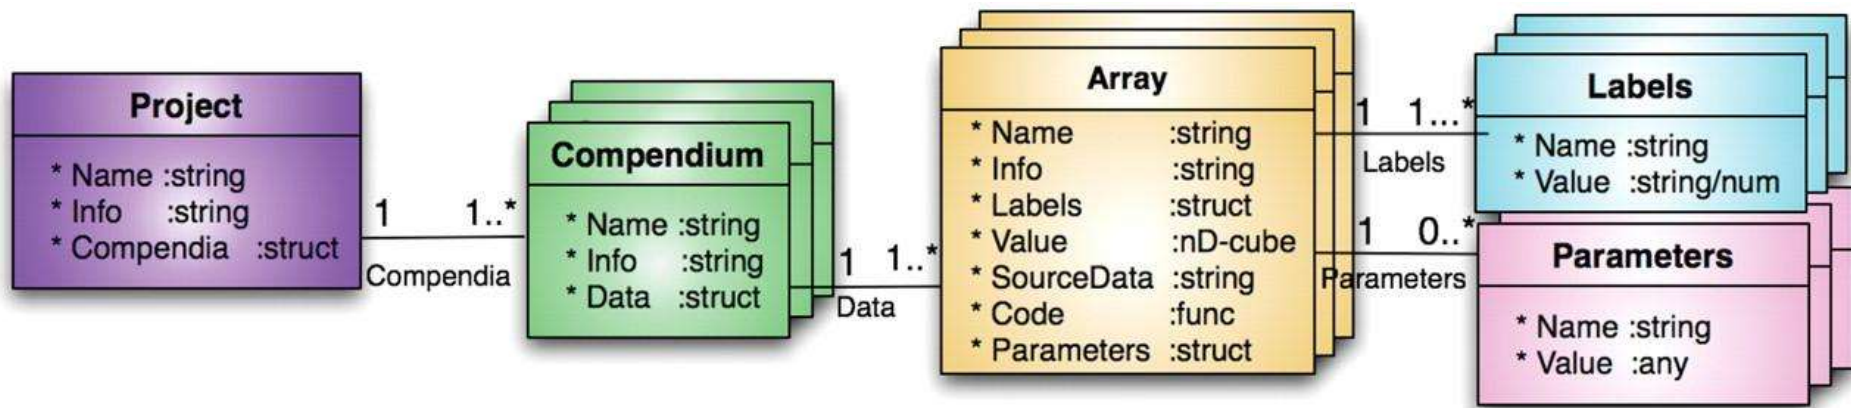 Project
* Name :string
* Info :string
* Compendia :struct
1 1..*
Compendia
Compendium
* Name :string
* Info :string
* Data :struct
1 1..*
Data
Array
* Name :string
* Info :string
* Labels :struct
* Value :nD-cube
* SourceData :string
* Code :func
* Parameters :struct
1 1...*
Labels
1 0..*
Parameters
Labels
* Name :string
* Value :string/num
Parameters
* Name :string
* Value :any